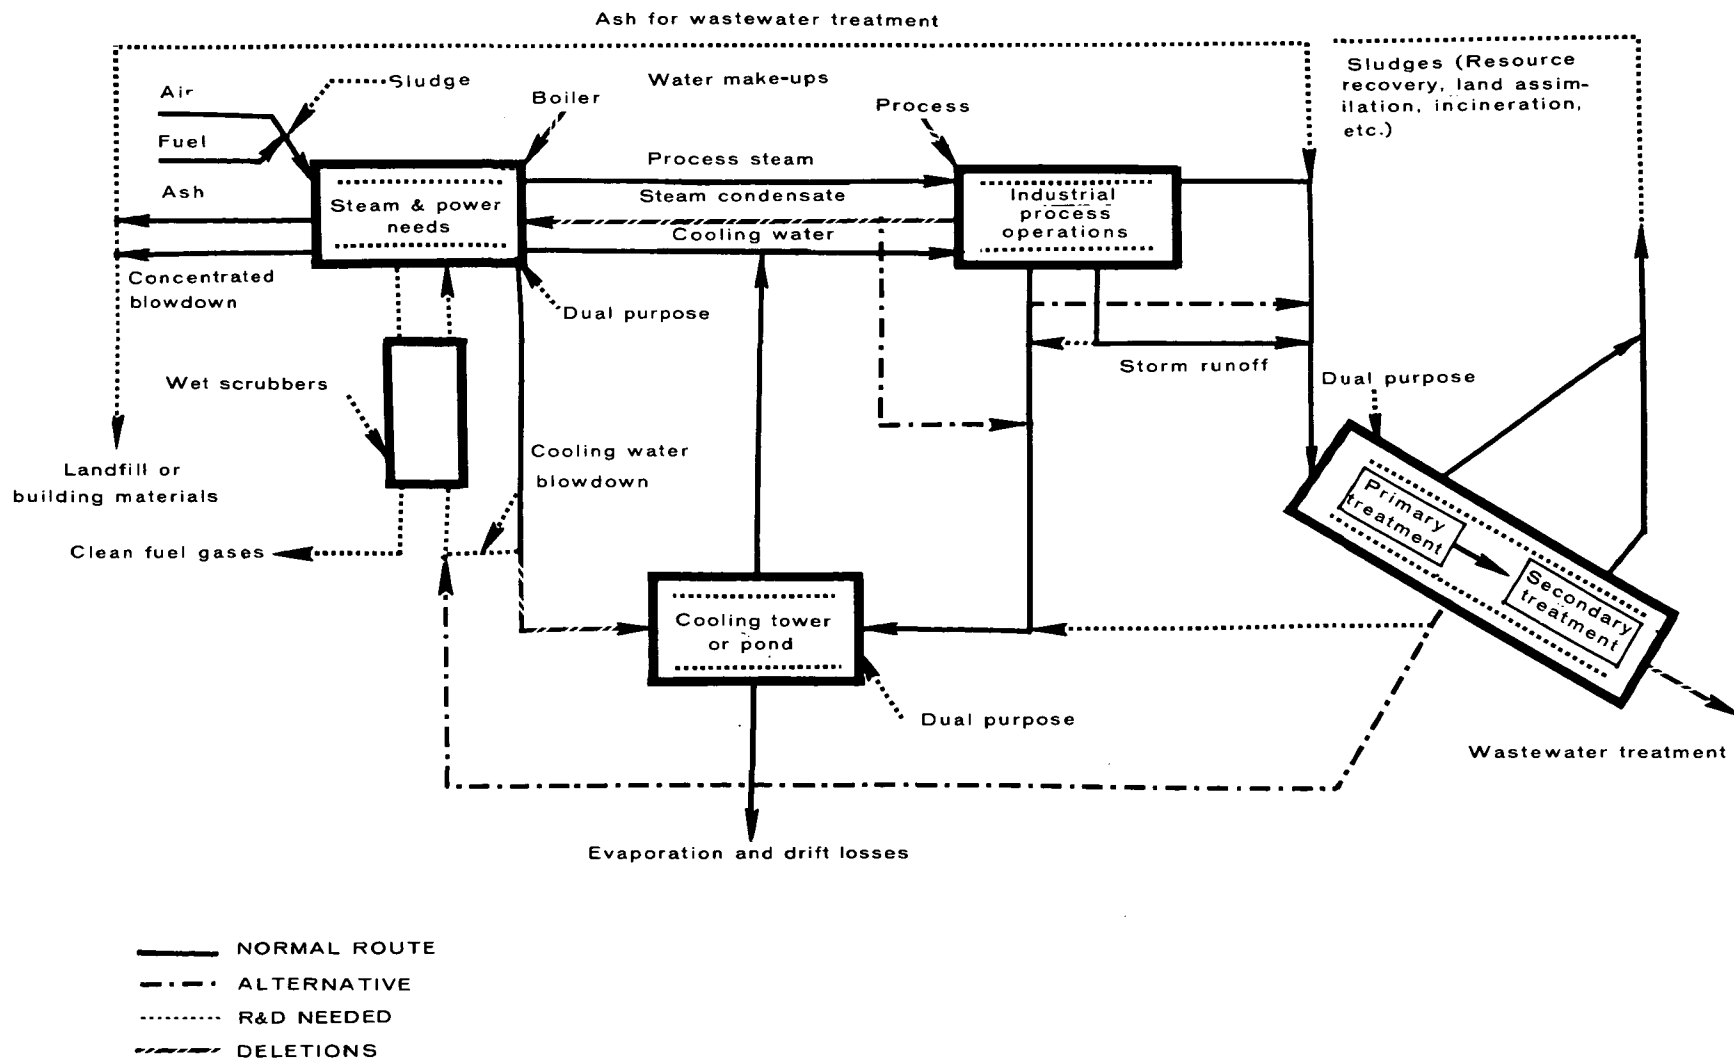 Ash for wastewater treatment
Sludges (Resource
recovery, land assim-
ilation, incineration,
etc.)
Air
Sludge
Water make-ups
Boiler
Process
Fuel
Process steam
Ash
Steam & power
needs
Steam condensate
Cooling water
Industrial
process
operations
Concentrated
blowdown
Dual purpose
Storm runoff
Wet scrubbers
Dual purpose
Cooling water
blowdown
Landfill or
building materials
Clean fuel gases
Primary
treatment
Secondary
treatment
Cooling tower
or pond
Dual purpose
Wastewater treatment
Evaporation and drift losses
NORMAL ROUTE
ALTERNATIVE
R&D NEEDED
DELETIONS